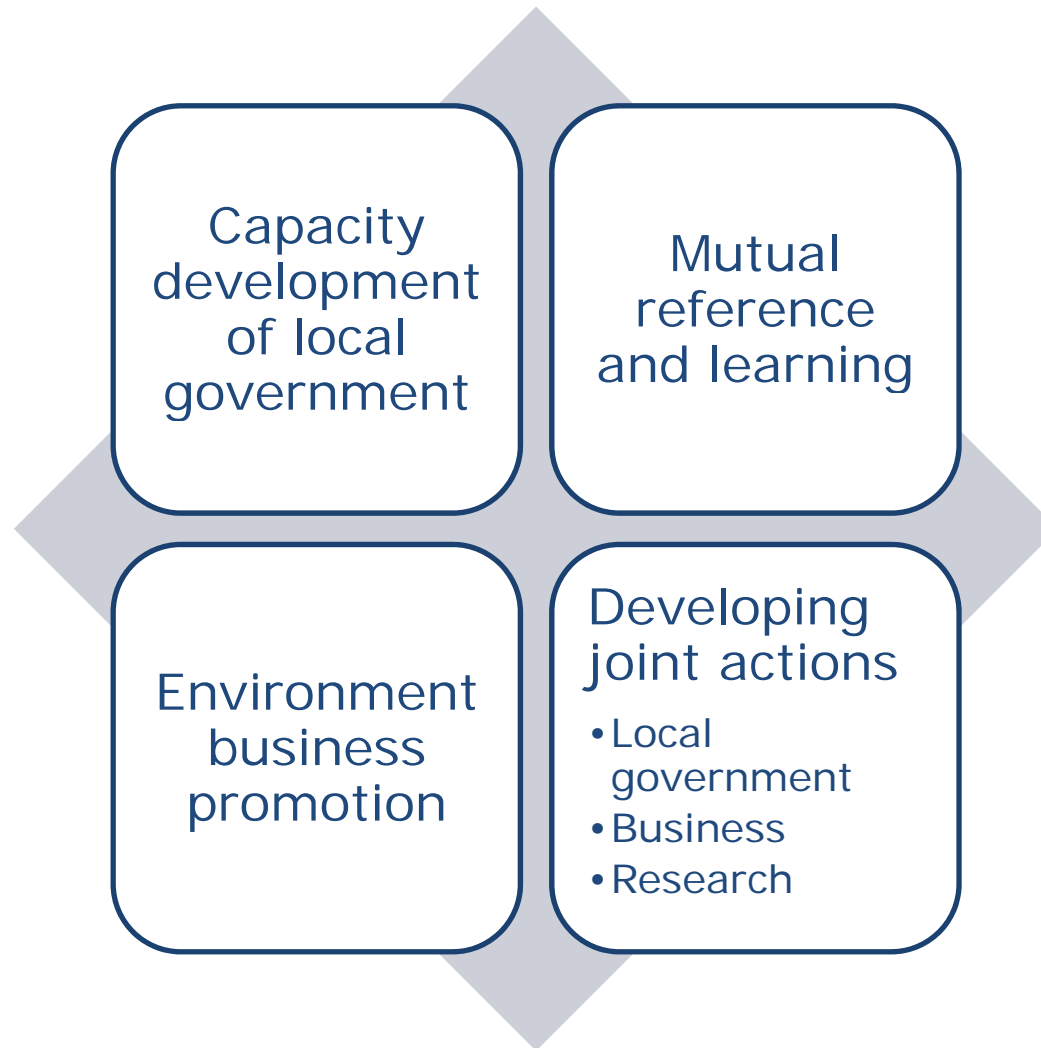 Capacity
development
of local
government
Mutual
reference
and learning
Environment
business
promotion
Developing
joint actions
•Local
government
•Business
•Research